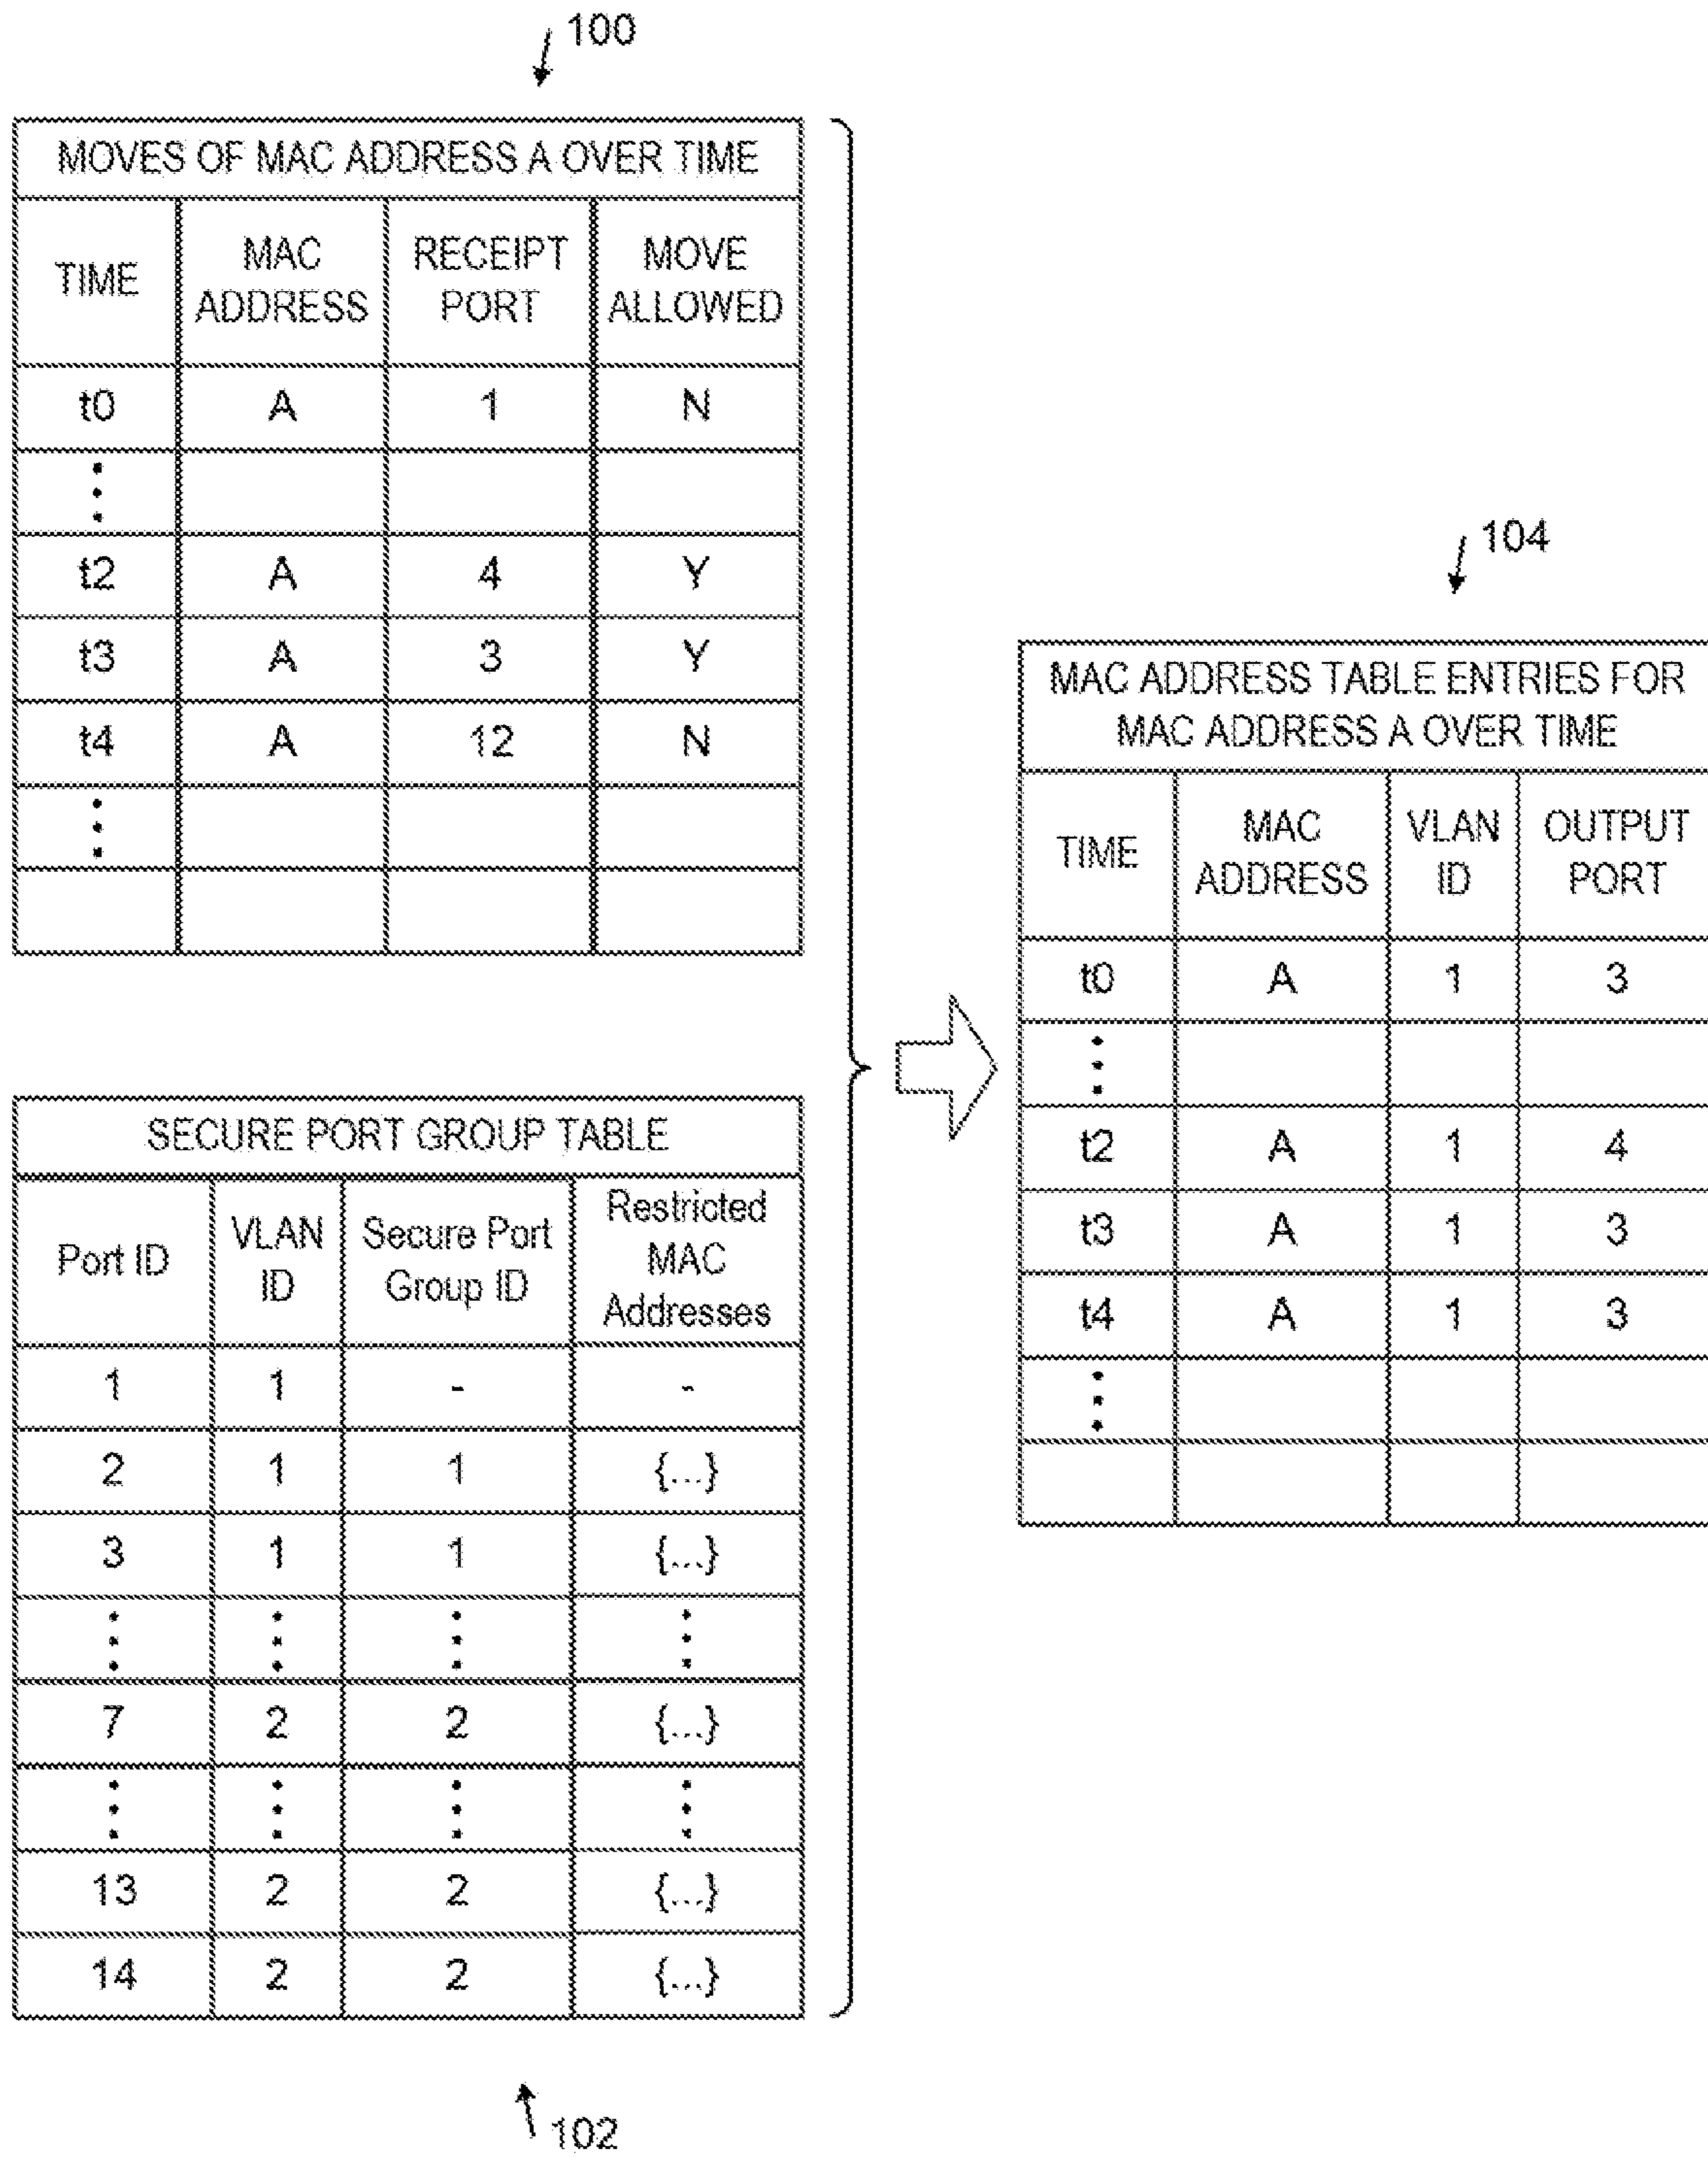 100
MOVES OF MAC ADDRESS A OVER TIME
TIME MAC ADDRESS RECEIPT PORT MOVE ALLOWED
t0 A 1 N
⋮
t2 A 4 Y
t3 A 3 Y
t4 A 12 N
⋮
SECURE PORT GROUP TABLE
Port ID VLAN ID Secure Port Group ID Restricted MAC Addresses
1 1 - -
2 1 1 {...}
3 1 1 {...}
⋮ ⋮ ⋮ ⋮
7 2 2 {...}
⋮ ⋮ ⋮ ⋮
13 2 2 {...}
14 2 2 {...}
102
104
MAC ADDRESS TABLE ENTRIES FOR
MAC ADDRESS A OVER TIME
TIME MAC ADDRESS VLAN ID OUTPUT PORT
t0 A 1 3
⋮
t2 A 1 4
t3 A 1 3
t4 A 1 3
⋮